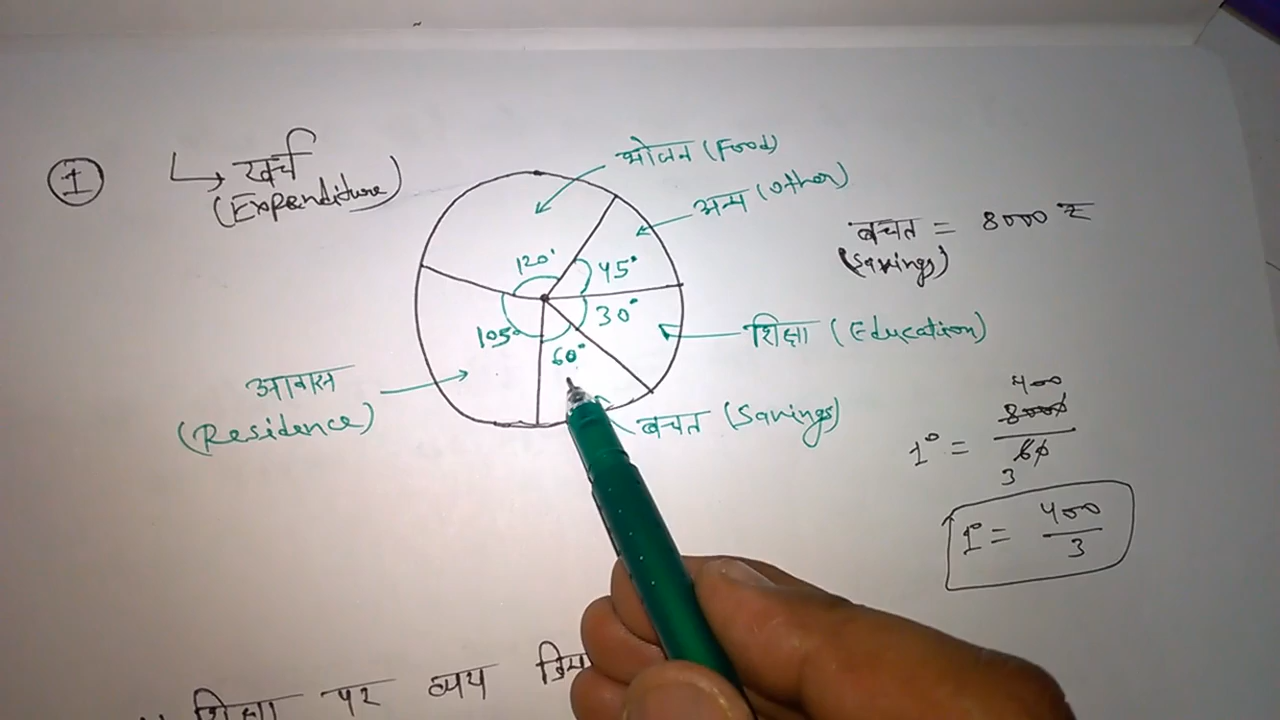 1
खर्च
(Expenditure)
भोजन (Food)
अन्य (Other)
बचत = 8000 ₹
(Savings)
120°
45°
30°
105°
60°
शिक्षा (Education)
आवास
(Residence)
बचत (Savings)
400
1° = 8000/60
3
1° = 400/3
शिक्षा पर व्यय